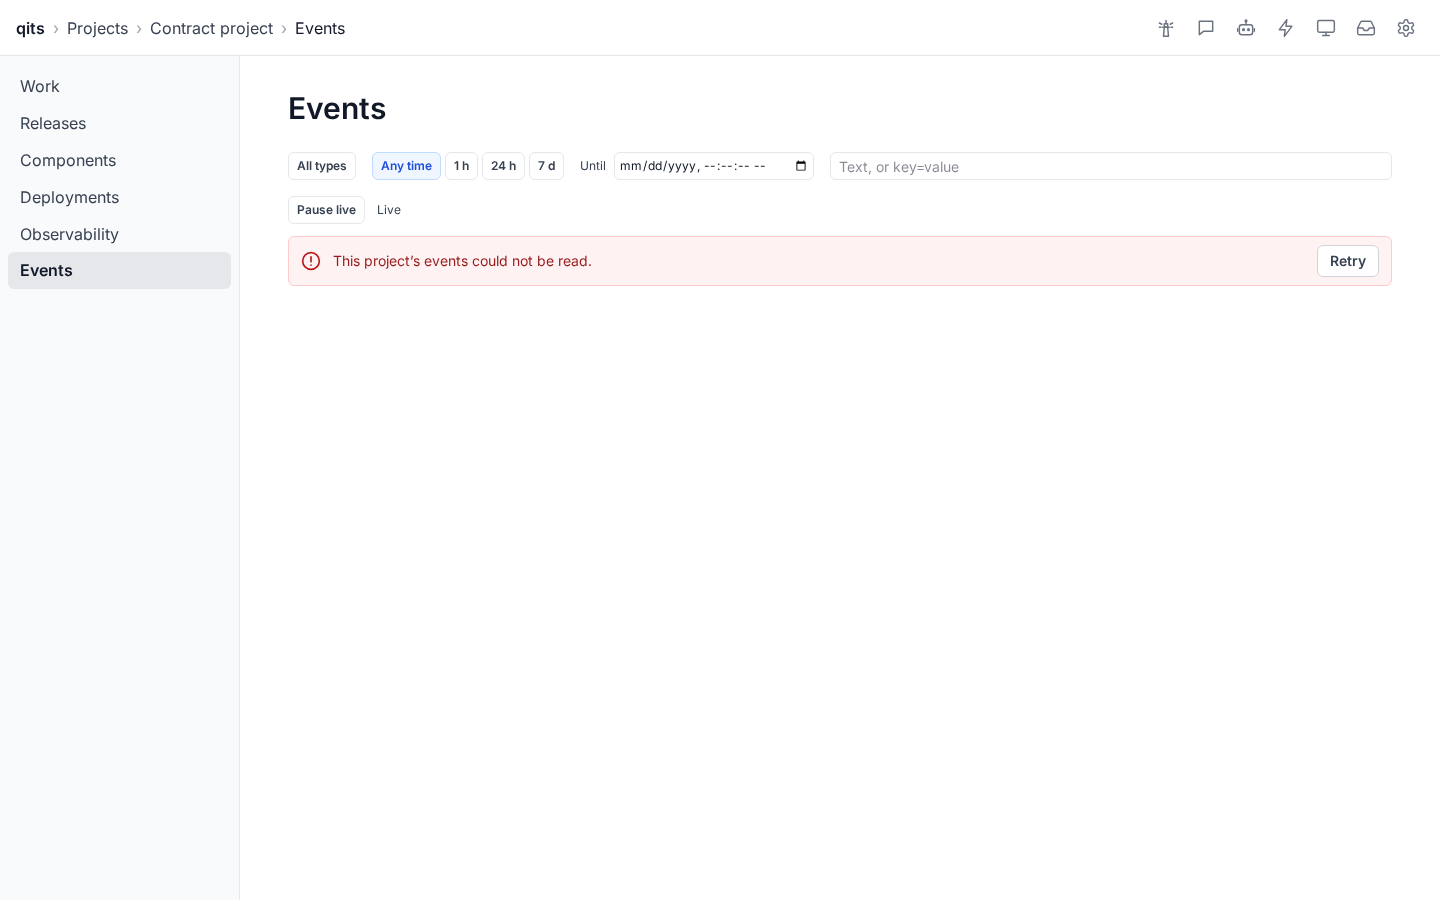 qits › Projects › Contract project › Events
Work
Releases
Components
Deployments
Observability
Events
Events
All types Any time 1 h 24 h 7 d Until mm/dd/yyyy, --:--:-- -- Text, or key=value
Pause live Live
This project’s events could not be read. Retry